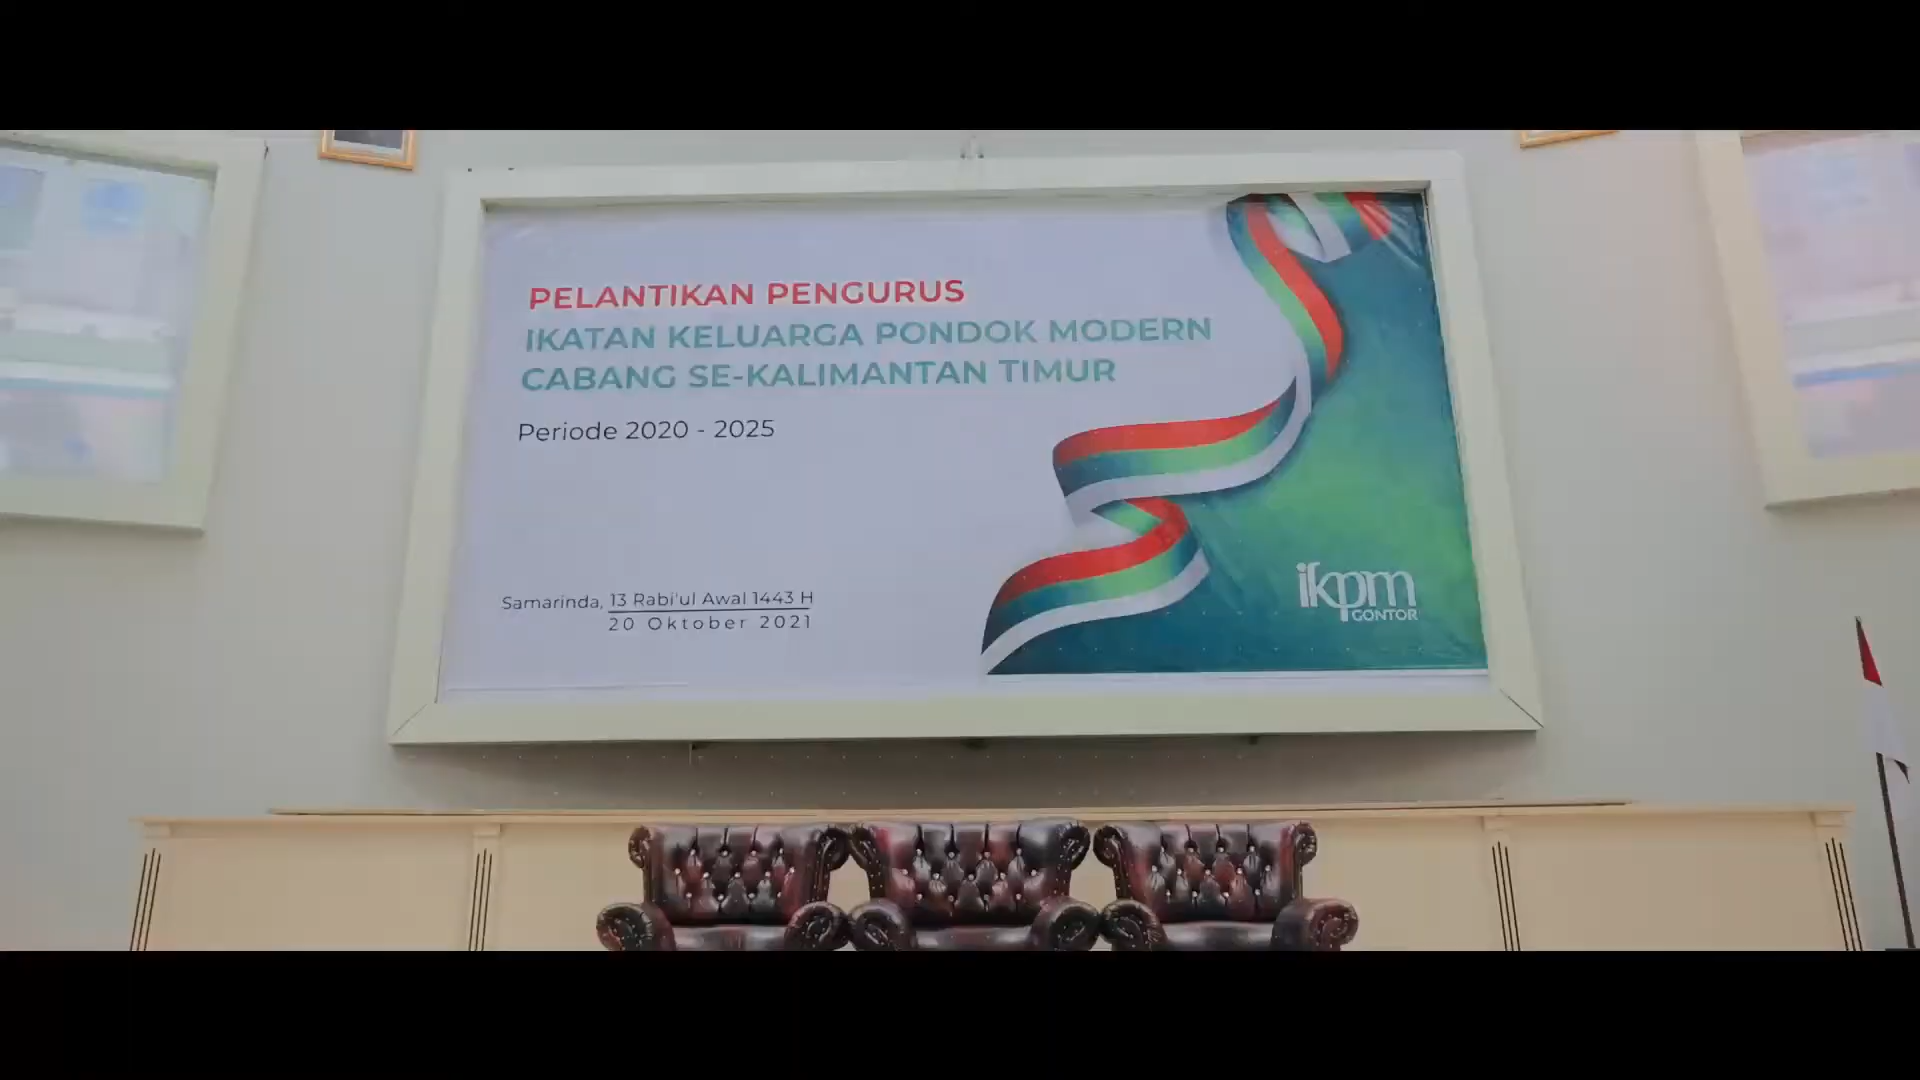 PELANTIKAN PENGURUS
IKATAN KELUARGA PONDOK MODERN
CABANG SE-KALIMANTAN TIMUR
Periode 2020 - 2025
Samarinda, 13 Rabi'ul Awal 1443 H
20 Oktober 2021
ikpm
GONTOR